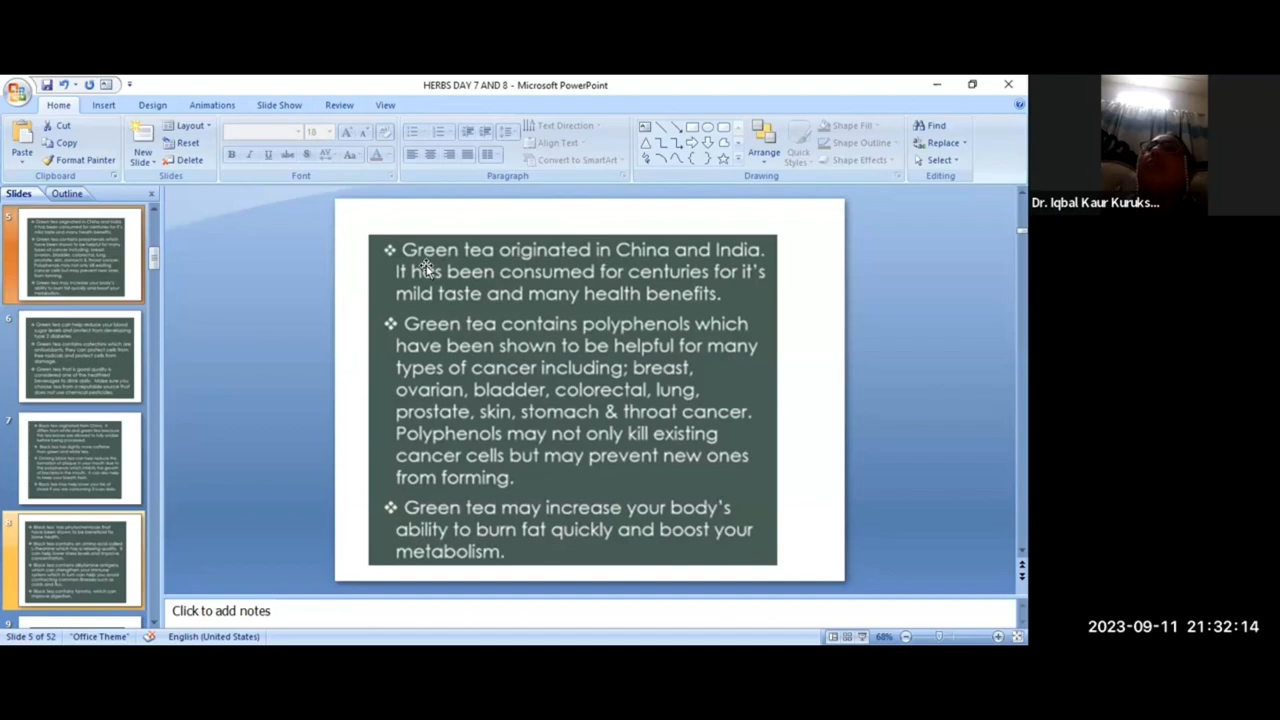 HERBS DAY 7 AND 8 - Microsoft PowerPoint
Home Insert Design Animations Slide Show Review View
Paste
Cut
Copy
Format Painter
Clipboard
New
Slide
Layout
Reset
Delete
Slides
18
Font
Text Direction
Align Text
Convert to SmartArt
Paragraph
Arrange
Quick
Styles
Shape Fill
Shape Outline
Shape Effects
Drawing
Find
Replace
Select
Editing
Slides Outline
5
6
7
8
9
❖ Green tea originated in China and India.
It has been consumed for centuries for it's
mild taste and many health benefits.
❖ Green tea contains polyphenols which
have been shown to be helpful for many
types of cancer including; breast,
ovarian, bladder, colorectal, lung,
prostate, skin, stomach & throat cancer.
Polyphenols may not only kill existing
cancer cells but may prevent new ones
from forming.
❖ Green tea may increase your body's
ability to burn fat quickly and boost your
metabolism.
Click to add notes
Slide 5 of 52 "Office Theme" English (United States) 68%
Dr. Iqbal Kaur Kuruks...
2023-09-11 21:32:14